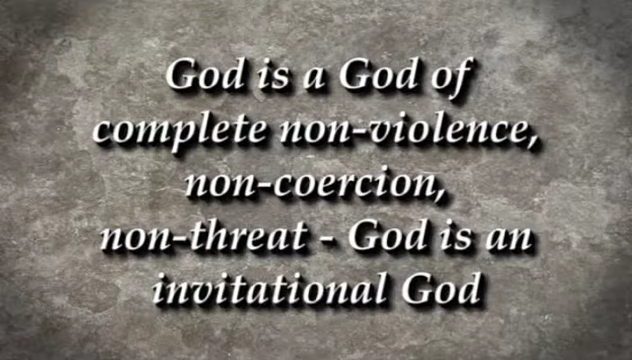 God is a God of
complete non-violence,
non-coercion,
non-threat - God is an
invitational God